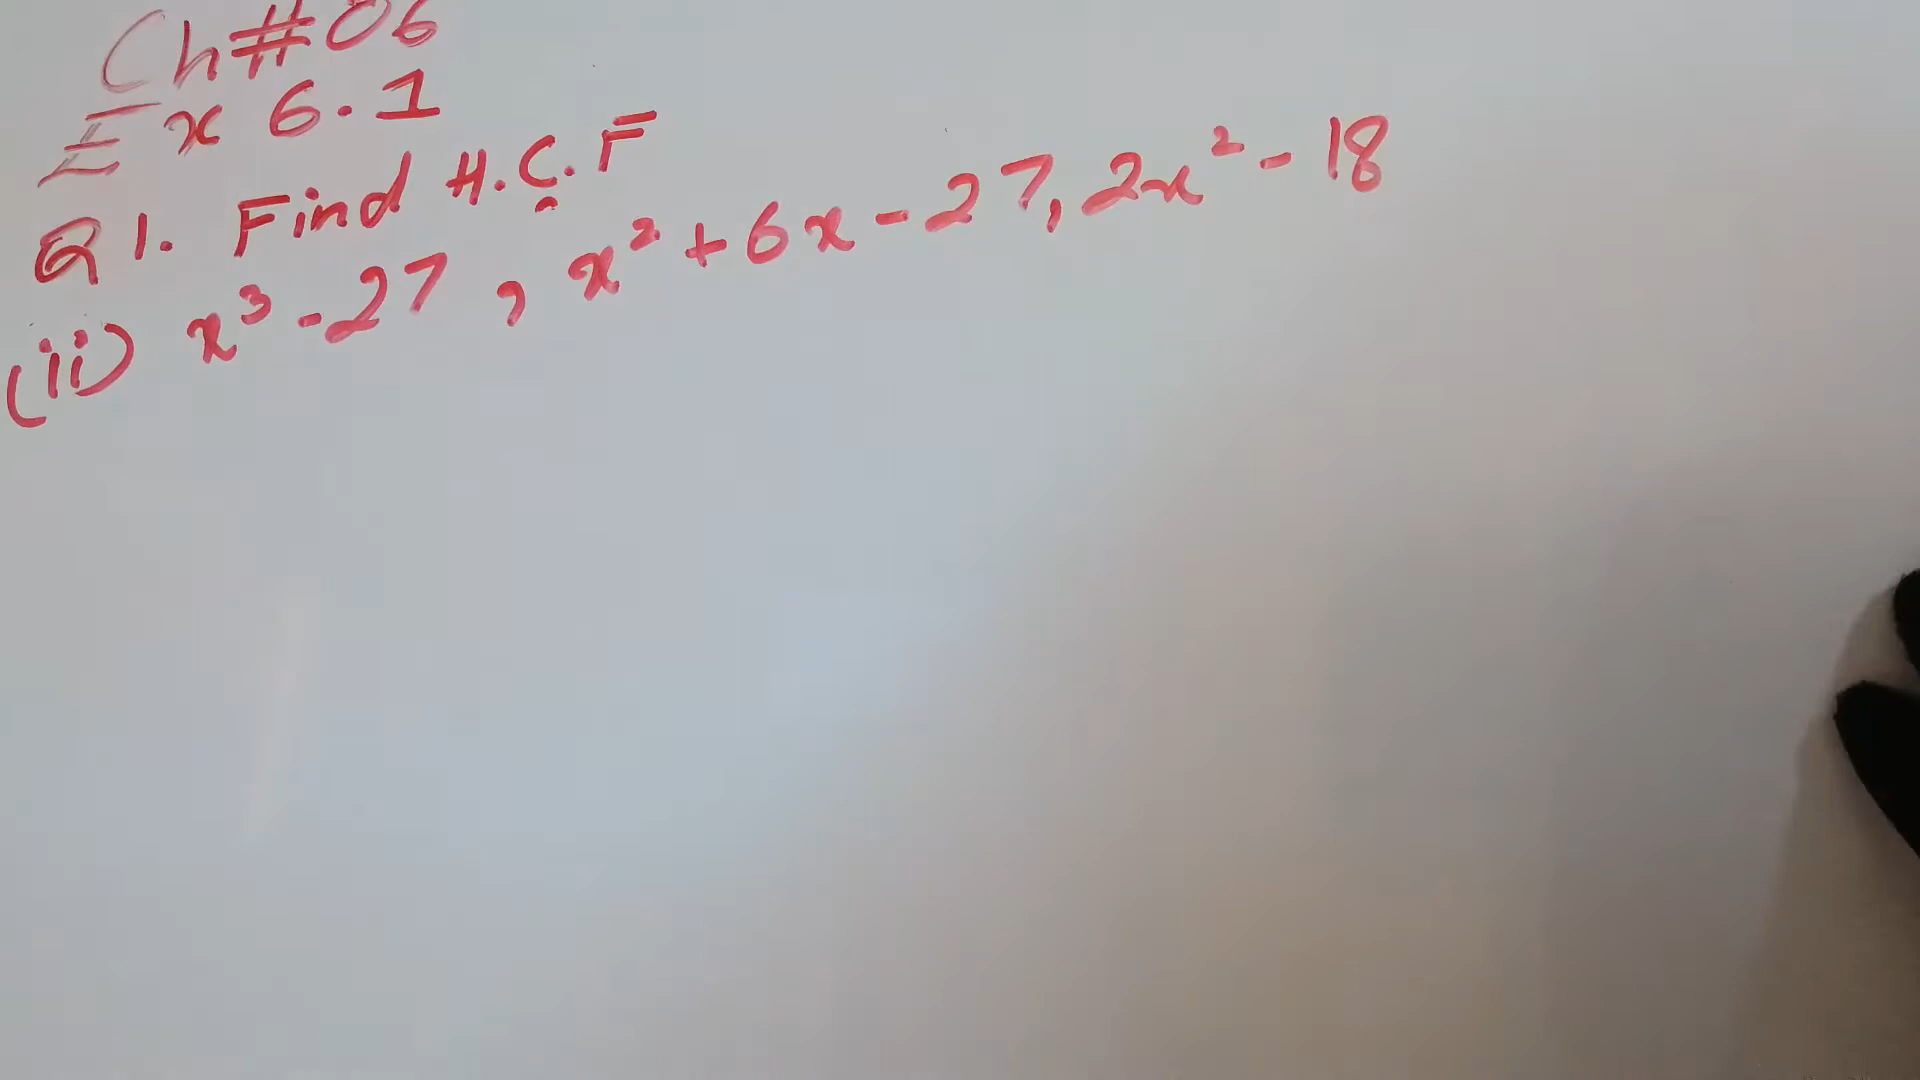 Ch#06
Ex 6.1
Q1. Find H.C.F
(ii) x³-27, x²+6x-27, 2x²-18